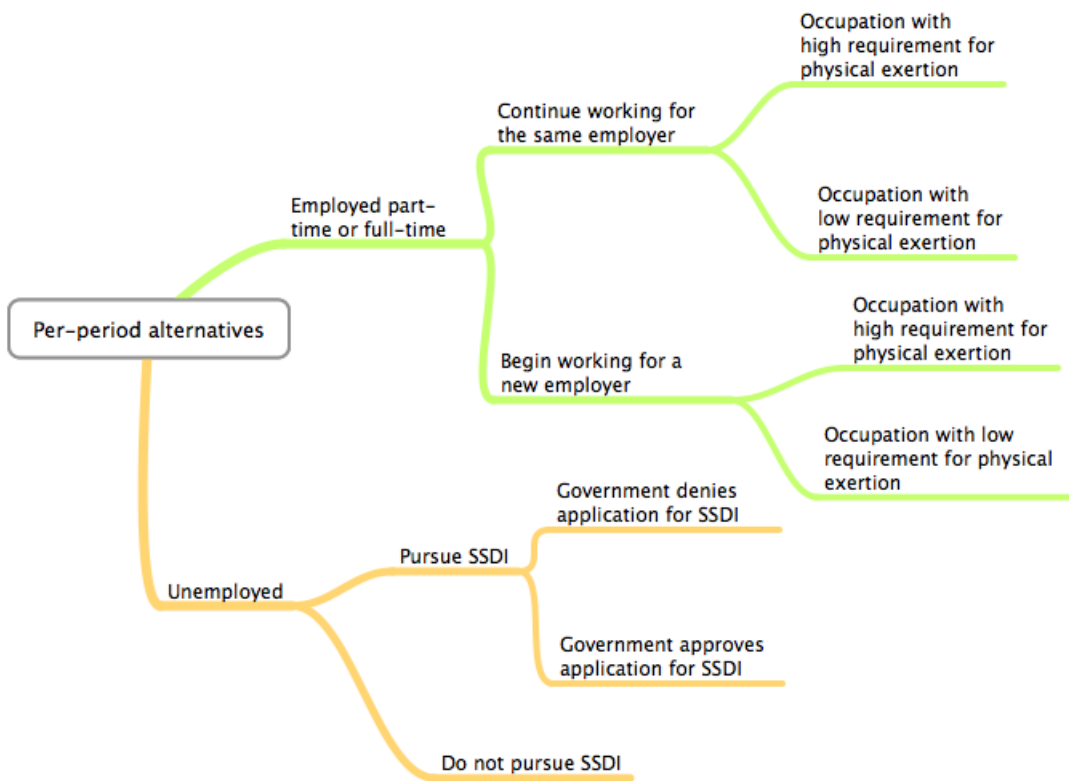 Occupation with
high requirement for
physical exertion
Continue working for
the same employer
Occupation with
low requirement for
physical exertion
Employed part-
time or full-time
Per-period alternatives
Occupation with
high requirement for
physical exertion
Begin working for a
new employer
Occupation with low
requirement for physical
exertion
Government denies
application for SSDI
Pursue SSDI
Unemployed
Government approves
application for SSDI
Do not pursue SSDI